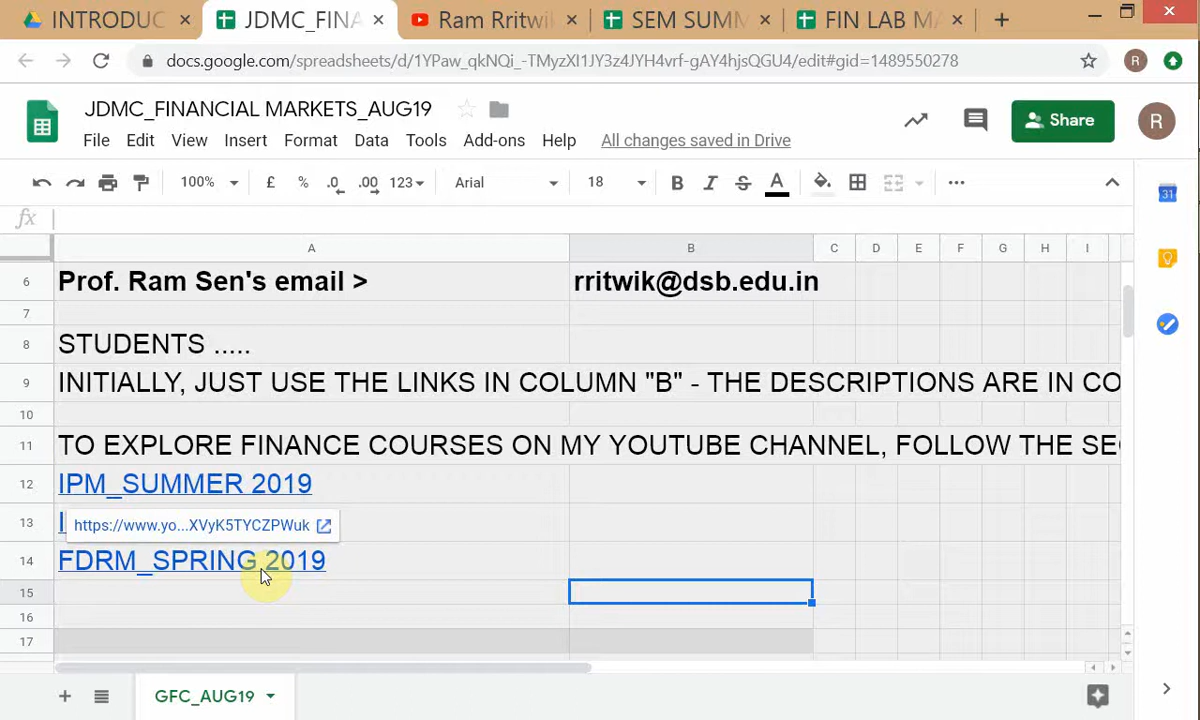 INTRODUC
JDMC_FINA
Ram Rritwik
SEM SUMM
FIN LAB MA
docs.google.com/spreadsheets/d/1YPaw_qkNQi_-TMyzXI1JY3z4JYH4vrf-gAY4hjsQGU4/edit#gid=1489550278
R
JDMC_FINANCIAL MARKETS_AUG19
Share
R
File Edit View Insert Format Data Tools Add-ons Help All changes saved in Drive
100% £ % .0 .00 123 Arial 18 B I S A
31
fx
A B C D E F G H I
6 Prof. Ram Sen's email > rritwik@dsb.edu.in
7
8 STUDENTS .....
9 INITIALLY, JUST USE THE LINKS IN COLUMN "B" - THE DESCRIPTIONS ARE IN CO
10
11 TO EXPLORE FINANCE COURSES ON MY YOUTUBE CHANNEL, FOLLOW THE SE
12 IPM_SUMMER 2019
13 https://www.yo...XVyK5TYCZPWuk
14 FDRM_SPRING 2019
15
16
17
GFC_AUG19